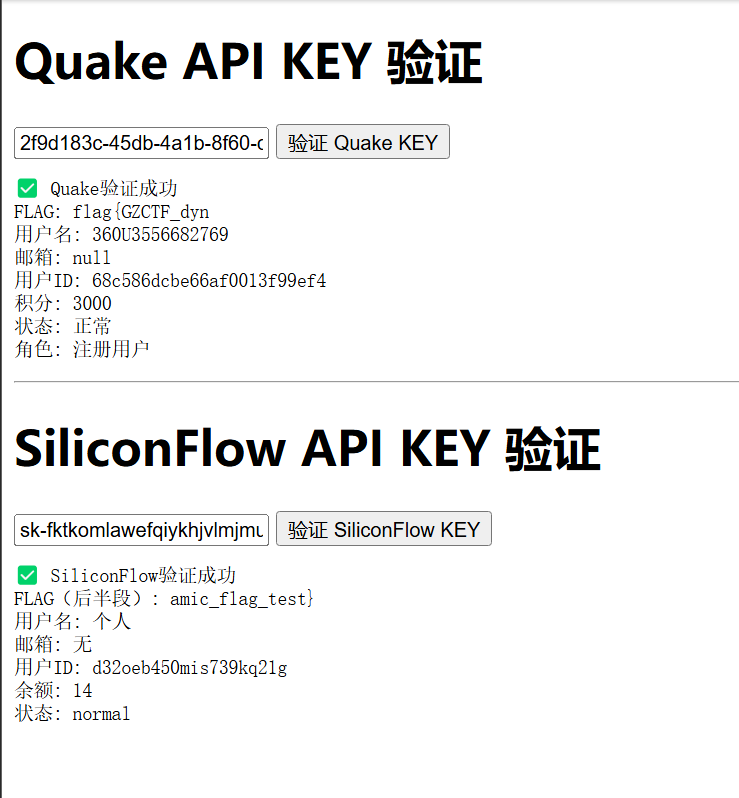 Quake API KEY 验证
2f9d183c-45db-4a1b-8f60-c 验证 Quake KEY
✅ Quake验证成功
FLAG: flag{GZCTF_dyn
用户名: 360U3556682769
邮箱: null
用户ID: 68c586dcbe66af0013f99ef4
积分: 3000
状态: 正常
角色: 注册用户
SiliconFlow API KEY 验证
sk-fktkomlawefqiykhjvlmjmu 验证 SiliconFlow KEY
✅ SiliconFlow验证成功
FLAG（后半段）: amic_flag_test}
用户名: 个人
邮箱: 无
用户ID: d32oeb450mis739kq21g
余额: 14
状态: normal